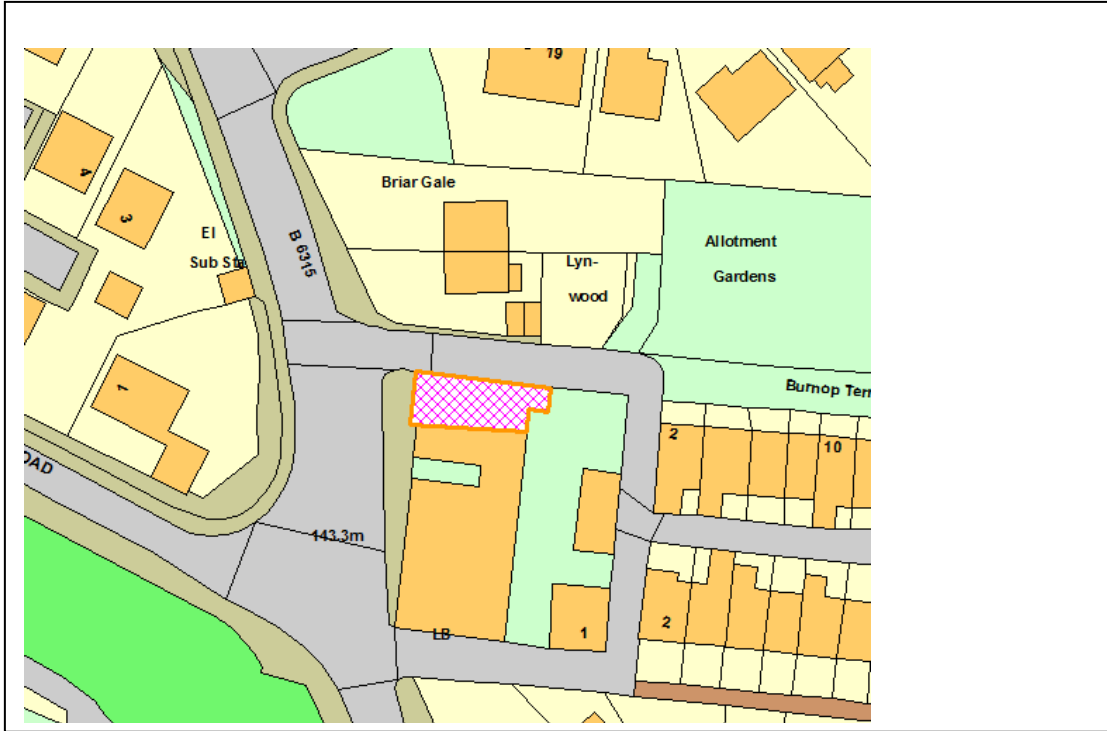 79
Briar Gale
4
3
El
Sub Sta
B 6315
Lyn-
wood
Allotment
Gardens
1
Burnop Terr
2
10
OAD
143.3m
LB
1
2